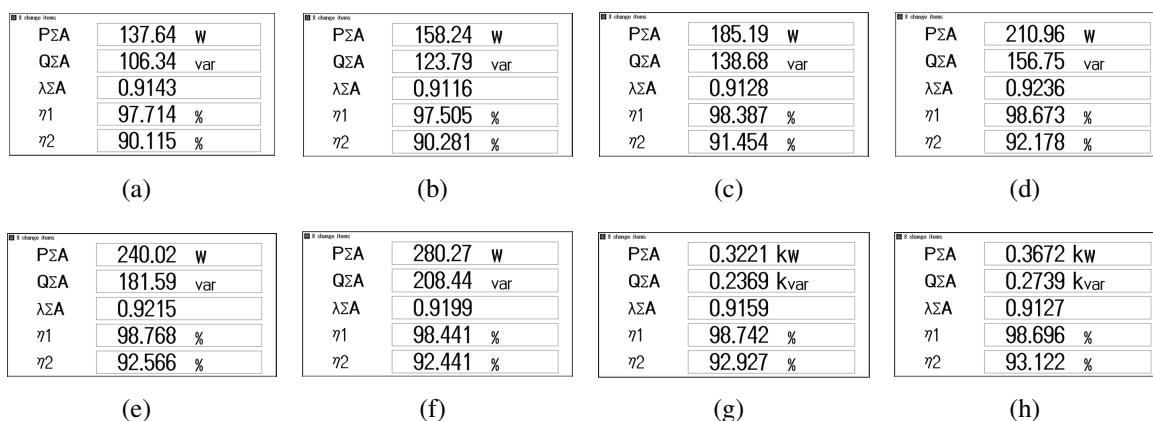 8 change items
PΣA 137.64 W
QΣA 106.34 var
λΣA 0.9143
η1 97.714 %
η2 90.115 %
(a)
8 change items
PΣA 158.24 W
QΣA 123.79 var
λΣA 0.9116
η1 97.505 %
η2 90.281 %
(b)
8 change items
PΣA 185.19 W
QΣA 138.68 var
λΣA 0.9128
η1 98.387 %
η2 91.454 %
(c)
8 change items
PΣA 210.96 W
QΣA 156.75 var
λΣA 0.9236
η1 98.673 %
η2 92.178 %
(d)
8 change items
PΣA 240.02 W
QΣA 181.59 var
λΣA 0.9215
η1 98.768 %
η2 92.566 %
(e)
8 change items
PΣA 280.27 W
QΣA 208.44 var
λΣA 0.9199
η1 98.441 %
η2 92.441 %
(f)
8 change items
PΣA 0.3221 kW
QΣA 0.2369 kvar
λΣA 0.9159
η1 98.742 %
η2 92.927 %
(g)
8 change items
PΣA 0.3672 kW
QΣA 0.2739 kvar
λΣA 0.9127
η1 98.696 %
η2 93.122 %
(h)